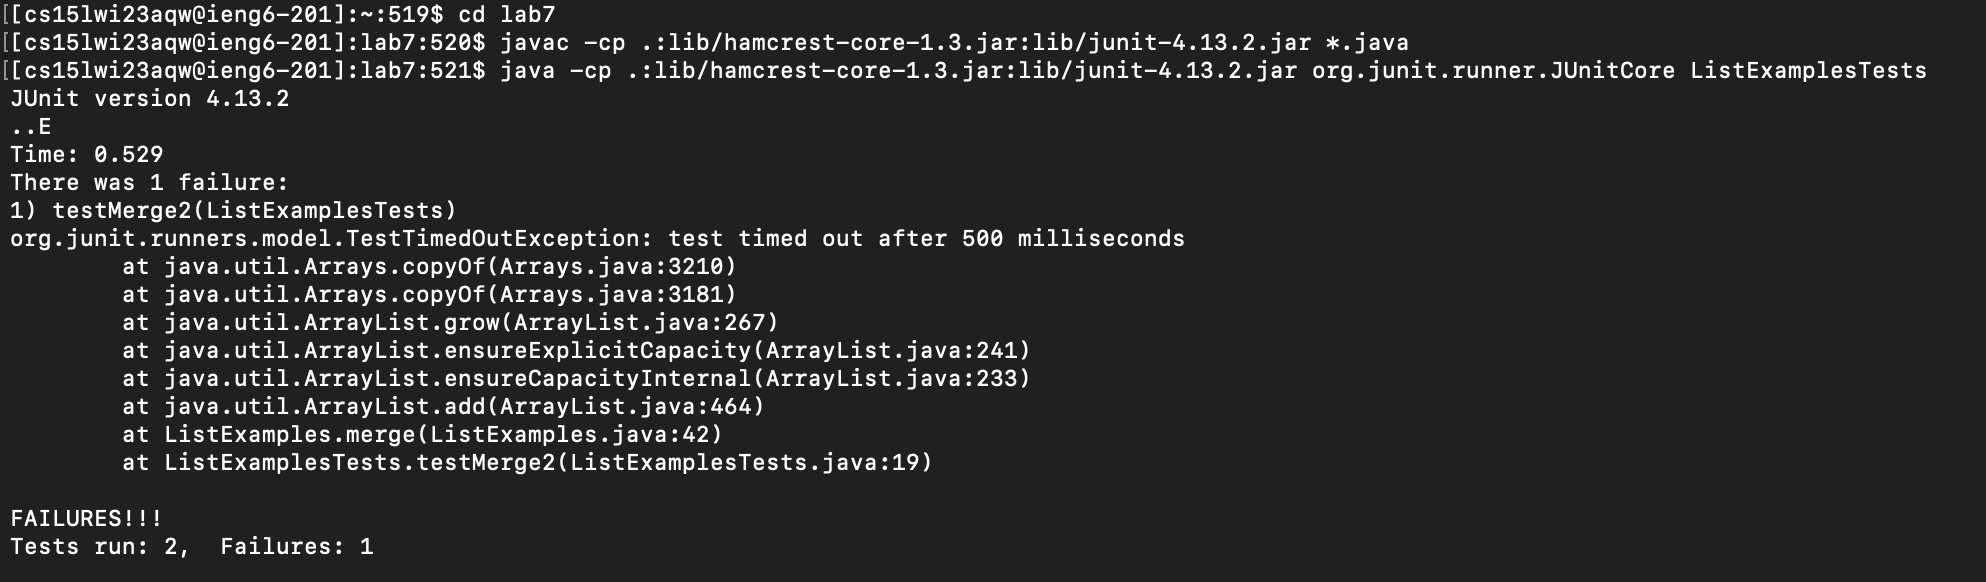 [[cs15lwi23aqw@ieng6-201]:~:519$ cd lab7
[[cs15lwi23aqw@ieng6-201]:lab7:520$ javac -cp .:lib/hamcrest-core-1.3.jar:lib/junit-4.13.2.jar *.java
[[cs15lwi23aqw@ieng6-201]:lab7:521$ java -cp .:lib/hamcrest-core-1.3.jar:lib/junit-4.13.2.jar org.junit.runner.JUnitCore ListExamplesTests
JUnit version 4.13.2
..E
Time: 0.529
There was 1 failure:
1) testMerge2(ListExamplesTests)
org.junit.runners.model.TestTimedOutException: test timed out after 500 milliseconds
        at java.util.Arrays.copyOf(Arrays.java:3210)
        at java.util.Arrays.copyOf(Arrays.java:3181)
        at java.util.ArrayList.grow(ArrayList.java:267)
        at java.util.ArrayList.ensureExplicitCapacity(ArrayList.java:241)
        at java.util.ArrayList.ensureCapacityInternal(ArrayList.java:233)
        at java.util.ArrayList.add(ArrayList.java:464)
        at ListExamples.merge(ListExamples.java:42)
        at ListExamplesTests.testMerge2(ListExamplesTests.java:19)

FAILURES!!!
Tests run: 2,  Failures: 1